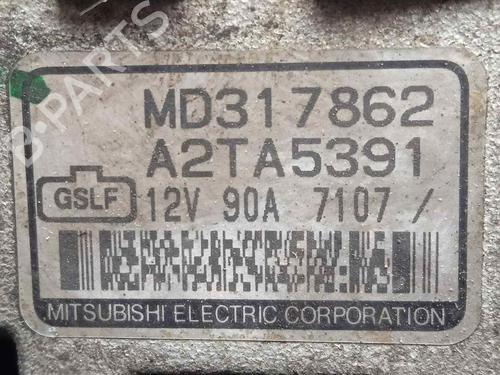 B-PARTS
MD317862
A2TA5391
GSLF 12V 90A 7107 /
MITSUBISHI ELECTRIC CORPORATION